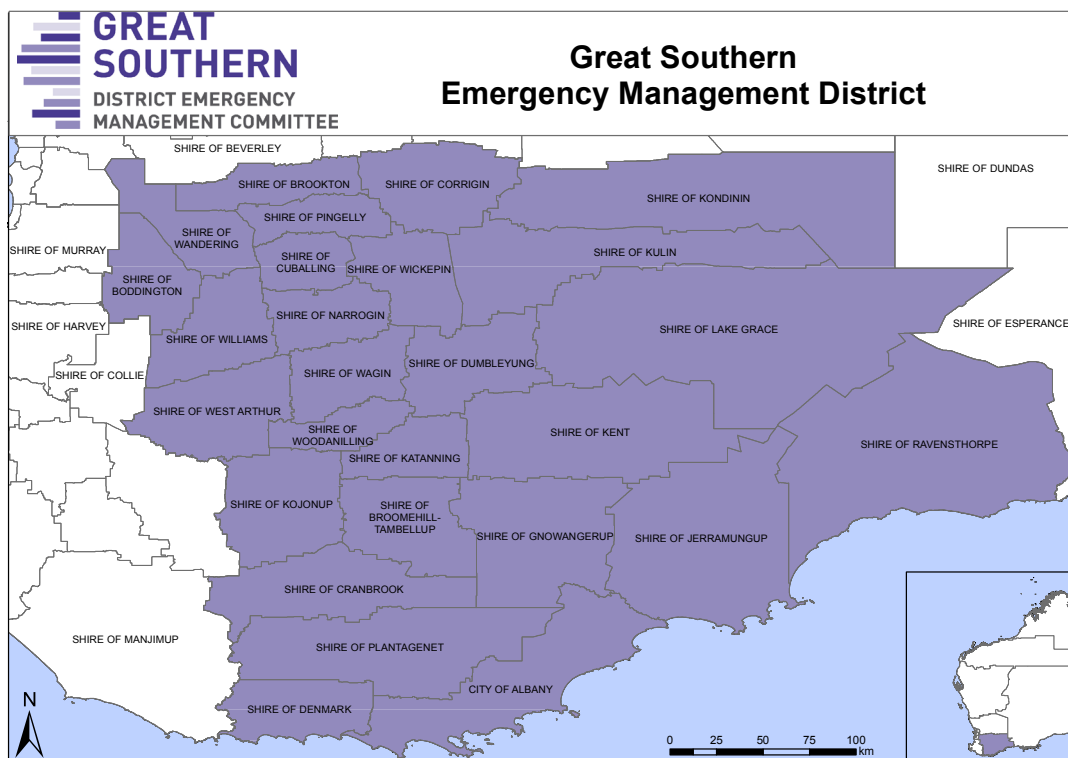 GREAT
SOUTHERN
DISTRICT EMERGENCY
MANAGEMENT COMMITTEE
Great Southern
Emergency Management District
SHIRE OF BEVERLEY
SHIRE OF DUNDAS
SHIRE OF BROOKTON
SHIRE OF CORRIGIN
SHIRE OF KONDININ
SHIRE OF PINGELLY
SHIRE OF MURRAY
SHIRE OF
WANDERING
SHIRE OF
CUBALLING
SHIRE OF WICKEPIN
SHIRE OF KULIN
SHIRE OF
BODDINGTON
SHIRE OF NARROGIN
SHIRE OF HARVEY
SHIRE OF WILLIAMS
SHIRE OF LAKE GRACE
SHIRE OF ESPERANCE
SHIRE OF COLLIE
SHIRE OF WAGIN
SHIRE OF DUMBLEYUNG
SHIRE OF WEST ARTHUR
SHIRE OF
WOODANILLING
SHIRE OF KENT
SHIRE OF RAVENSTHORPE
SHIRE OF KATANNING
SHIRE OF KOJONUP
SHIRE OF
BROOMEHILL-
TAMBELLUP
SHIRE OF GNOWANGERUP
SHIRE OF JERRAMUNGUP
SHIRE OF CRANBROOK
SHIRE OF MANJIMUP
SHIRE OF PLANTAGENET
CITY OF ALBANY
SHIRE OF DENMARK
N
0 25 50 75 100
km